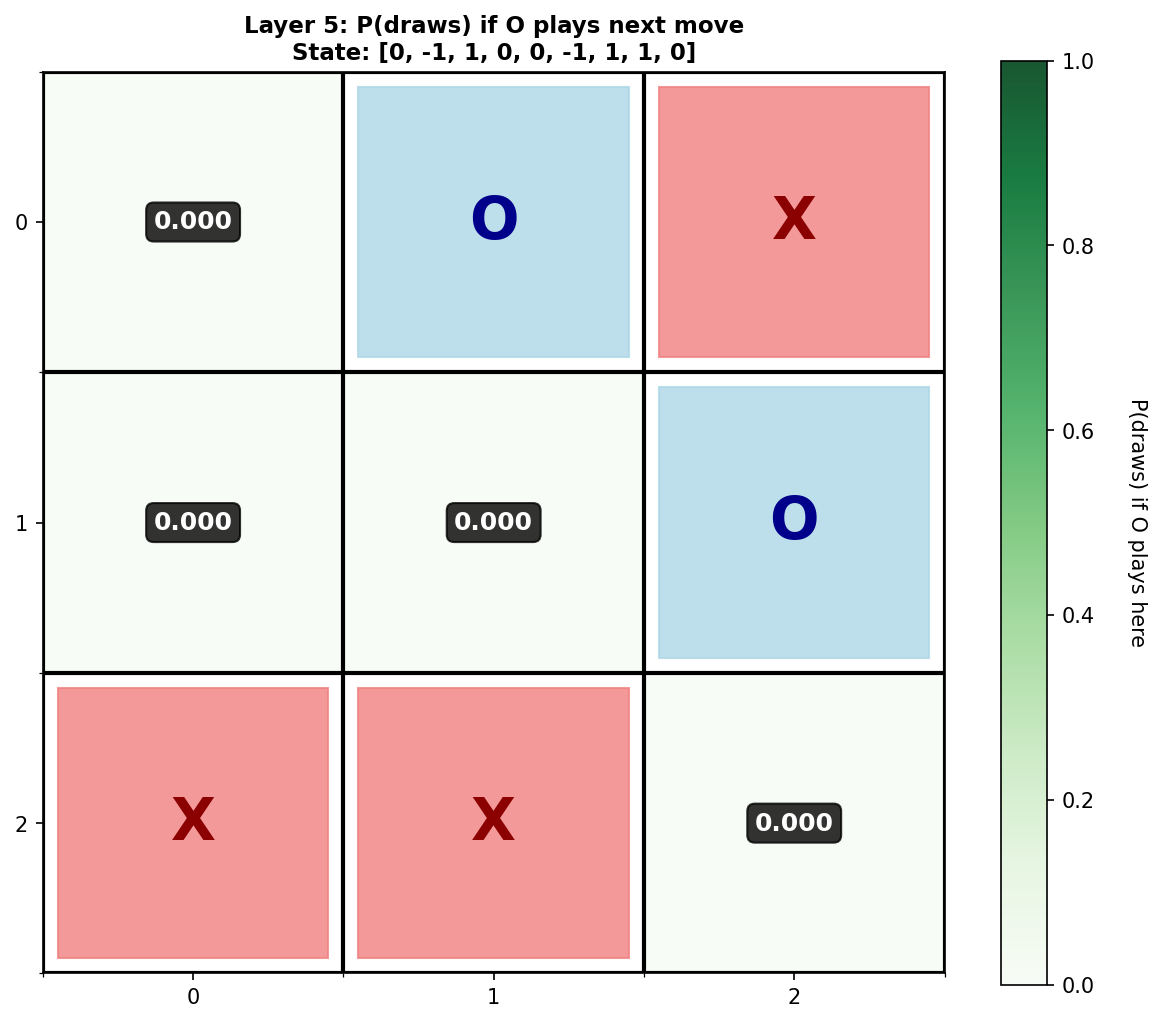 Layer 5: P(draws) if O plays next move
State: [0, -1, 1, 0, 0, -1, 1, 1, 0]
0
0.000
O
X
1
0.000
0.000
O
2
X
X
0.000
0
1
2
1.0
0.8
0.6
0.4
0.2
0.0
P(draws) if O plays here